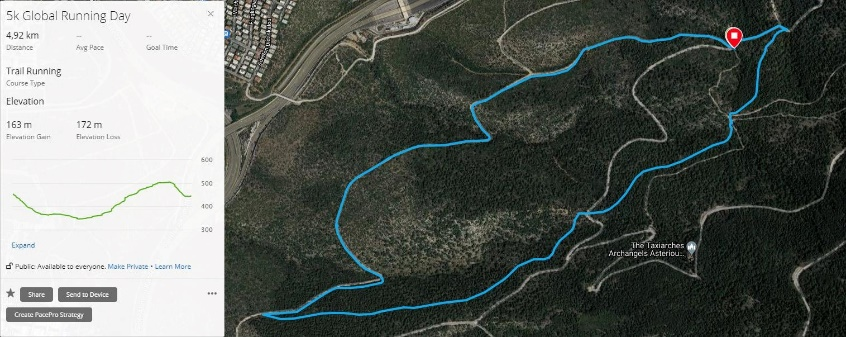 5k Global Running Day
×
4,92 km
--
--
Distance
Avg Pace
Goal Time
Trail Running
Course Type
Elevation
163 m
172 m
Elevation Gain
Elevation Loss
600
500
400
300
Expand
Public: Available to everyone. Make Private • Learn More
Share
Send to Device
•••
Create PacePro Strategy
The Taxiarches
Archangels Asteriou...